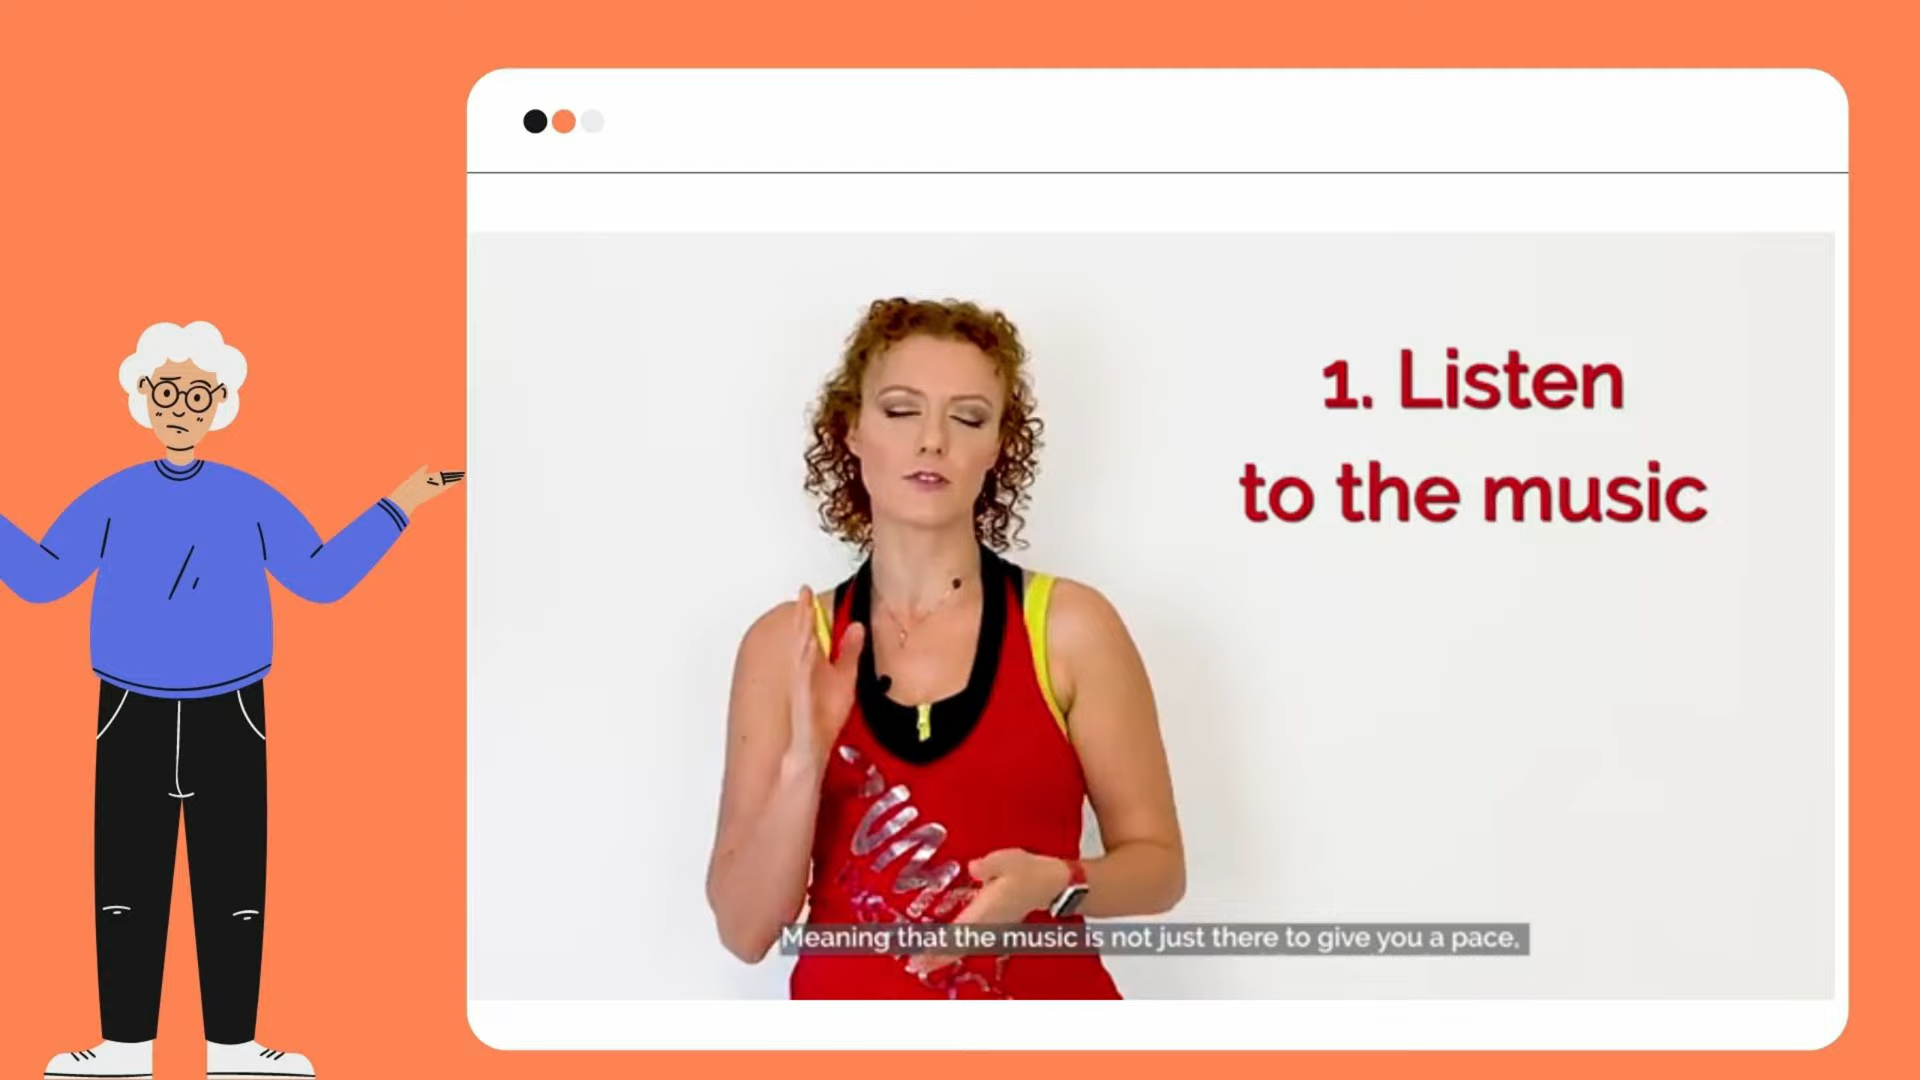 1. Listen
to the music
Meaning that the music is not just there to give you a pace,